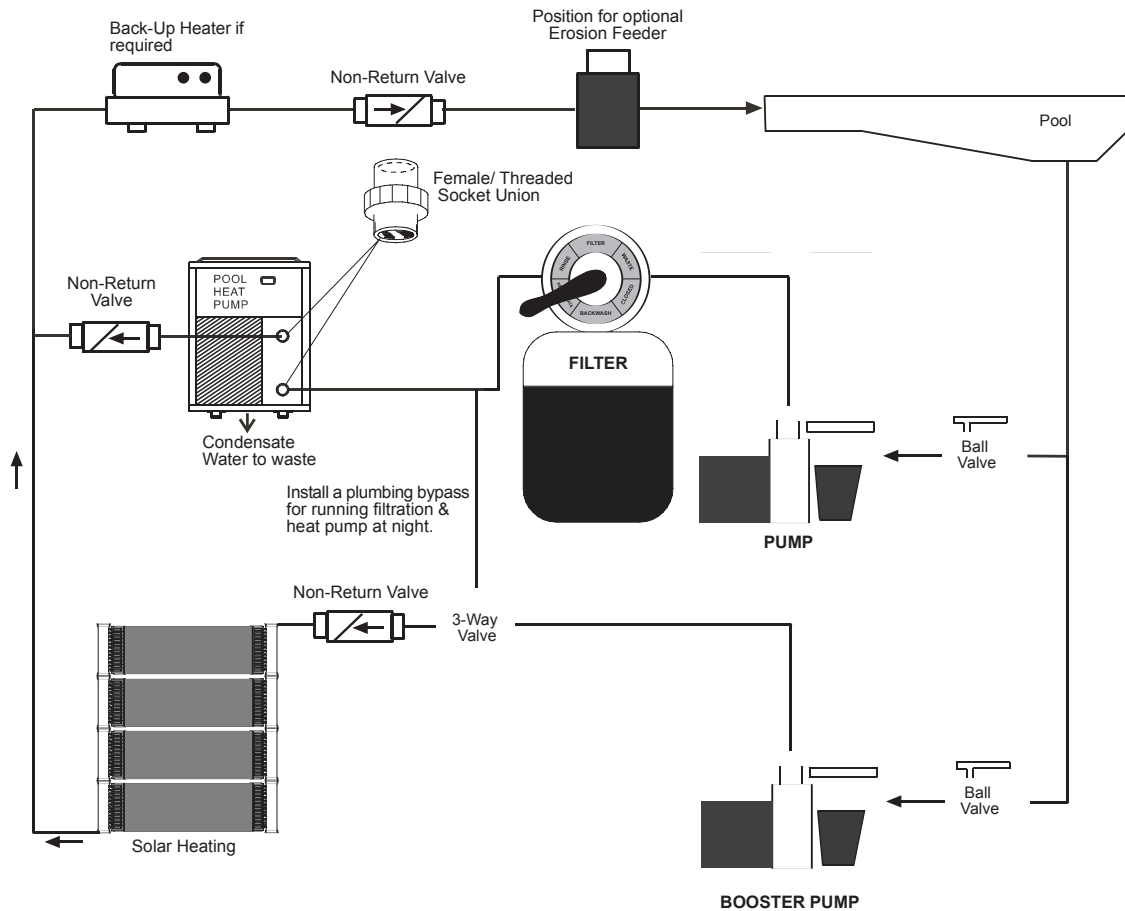 Back-Up Heater if
required
Position for optional
Erosion Feeder
Non-Return Valve
Pool
Female/ Threaded
Socket Union
Non-Return
Valve
POOL
HEAT
PUMP
FILTER
WASTE
CLOSED
BACKWASH
RINSE
FILTER
Condensate
Water to waste
Ball
Valve
Install a plumbing bypass
for running filtration &
heat pump at night.
PUMP
Non-Return Valve
3-Way
Valve
Solar Heating
Ball
Valve
BOOSTER PUMP